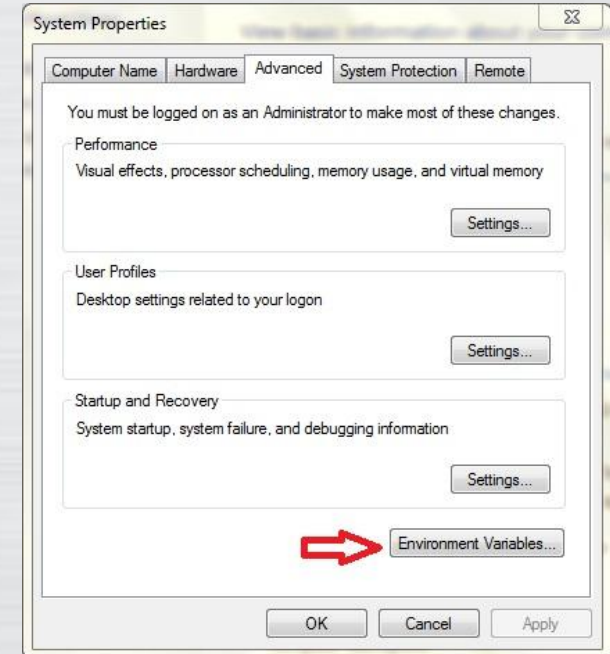 System Properties
Computer Name Hardware Advanced System Protection Remote
You must be logged on as an Administrator to make most of these changes.
Performance
Visual effects, processor scheduling, memory usage, and virtual memory
Settings...
User Profiles
Desktop settings related to your logon
Settings...
Startup and Recovery
System startup, system failure, and debugging information
Settings...
Environment Variables...
OK Cancel Apply